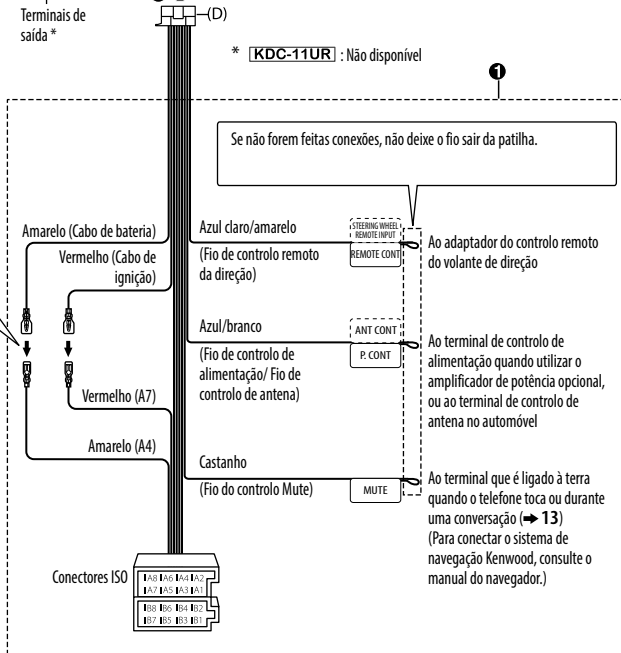 Terminais de
saída *
(D)
* KDC-11UR : Não disponível
1
Se não forem feitas conexões, não deixe o fio sair da patilha.
Amarelo (Cabo de bateria)
Vermelho (Cabo de
ignição)
Azul claro/amarelo
(Fio de controlo remoto
da direção)
STEERING WHEEL
REMOTE INPUT
REMOTE CONT
Ao adaptador do controlo remoto
do volante de direção
Azul/branco
(Fio de controlo de
alimentação/ Fio de
controlo de antena)
ANT CONT
P. CONT
Ao terminal de controlo de
alimentação quando utilizar o
amplificador de potência opcional,
ou ao terminal de controlo de
antena no automóvel
Vermelho (A7)
Amarelo (A4)
Castanho
(Fio do controlo Mute)
MUTE
Ao terminal que é ligado à terra
quando o telefone toca ou durante
uma conversação (➡ 13)
(Para conectar o sistema de
navegação Kenwood, consulte o
manual do navegador.)
Conectores ISO
A8 A6 A4 A2
A7 A5 A3 A1
B8 B6 B4 B2
B7 B5 B3 B1